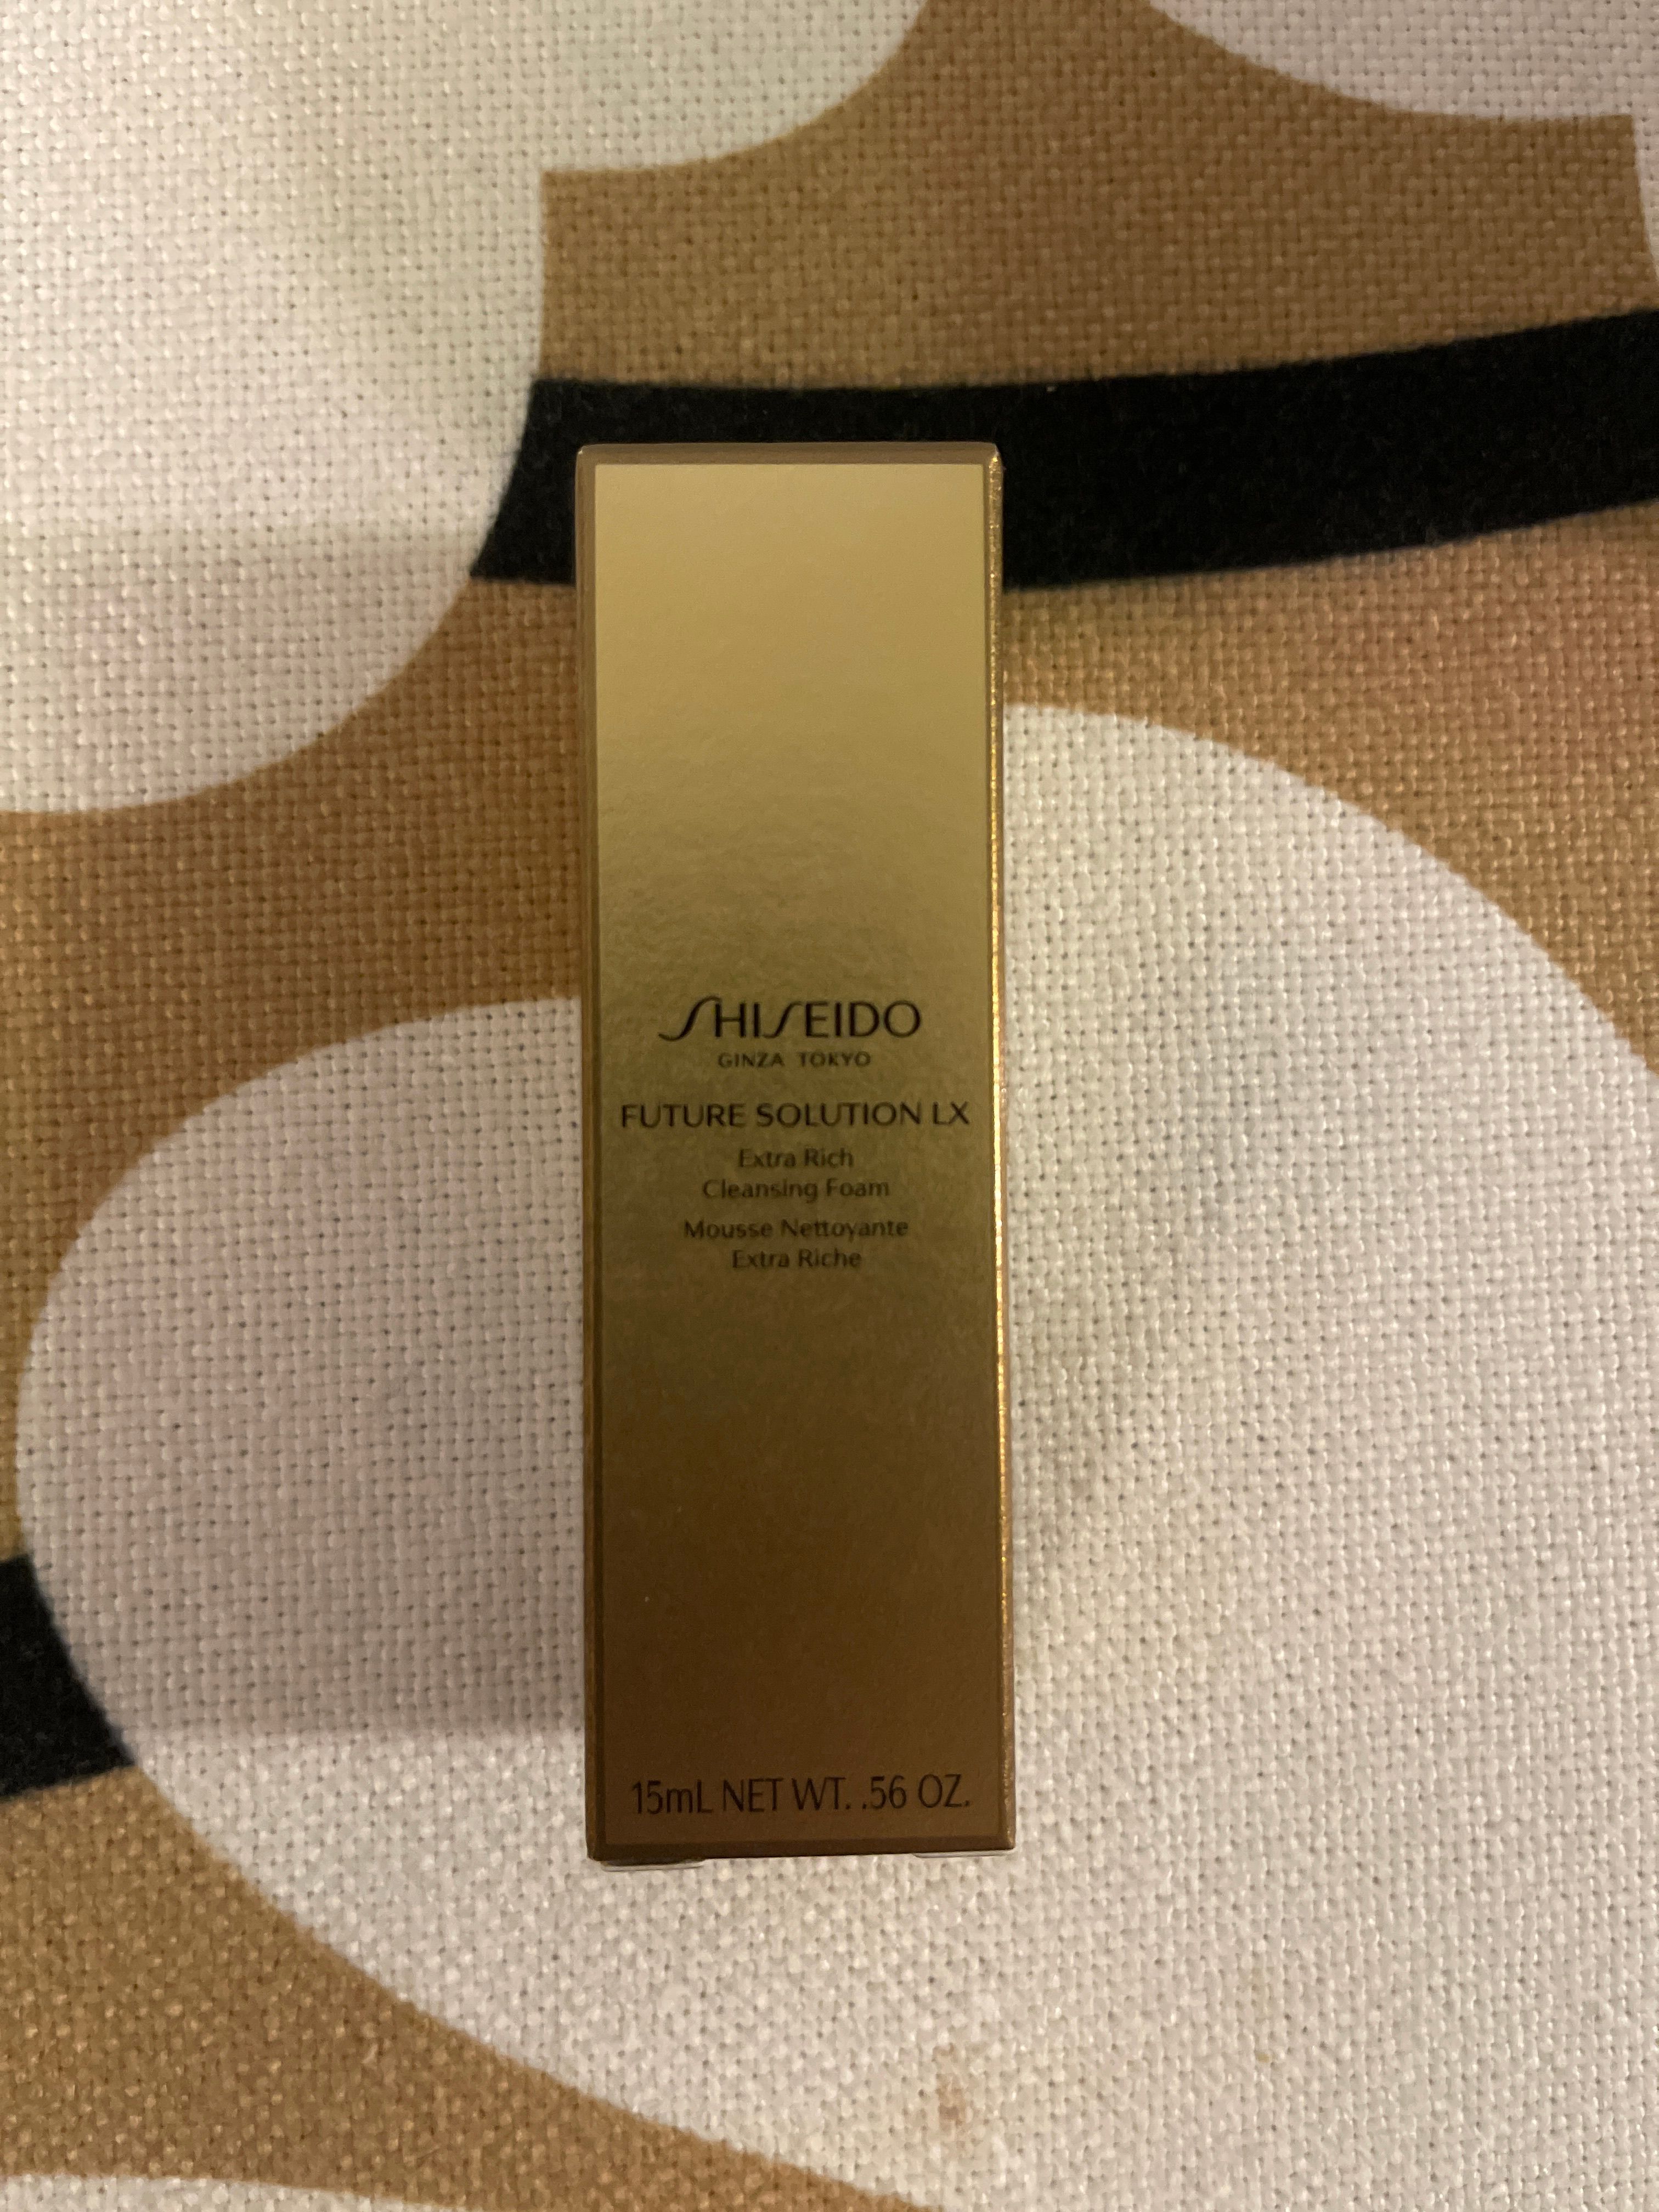 SHISEIDO
GINZA TOKYO
FUTURE SOLUTION LX
Extra Rich
Cleansing Foam
Mousse Nettoyante
Extra Riche
15mL NET WT. .56 OZ.